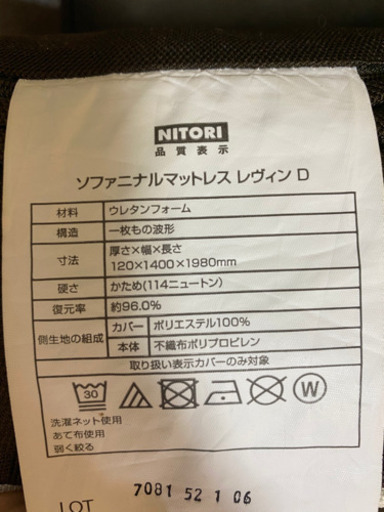 NITORI
品質表示
ソファニナルマットレス レヴィン D
材料 ウレタンフォーム
構造 一枚もの波形
寸法 厚さ×幅×長さ
120×1400×1980mm
硬さ かため(114ニュートン)
復元率 約96.0%
側生地の組成 カバー ポリエステル100%
本体 不織布ポリプロピレン
取り扱い表示カバーのみ対象
30 W
洗濯ネット使用
あて布使用
弱く絞る
7081 52 1 06
LOT